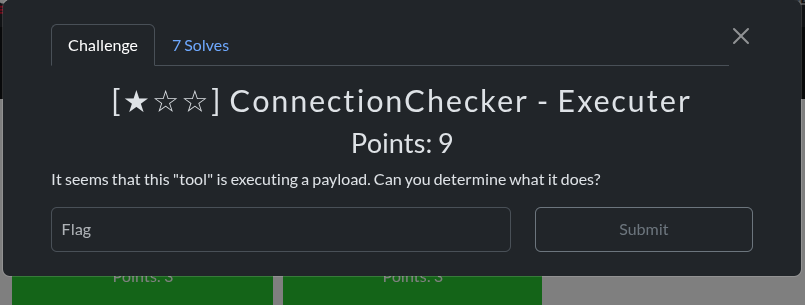 Challenge
7 Solves
[★☆☆] ConnectionChecker - Executer
Points: 9
It seems that this "tool" is executing a payload. Can you determine what it does?
Flag
Submit
Points: 3
Points: 3